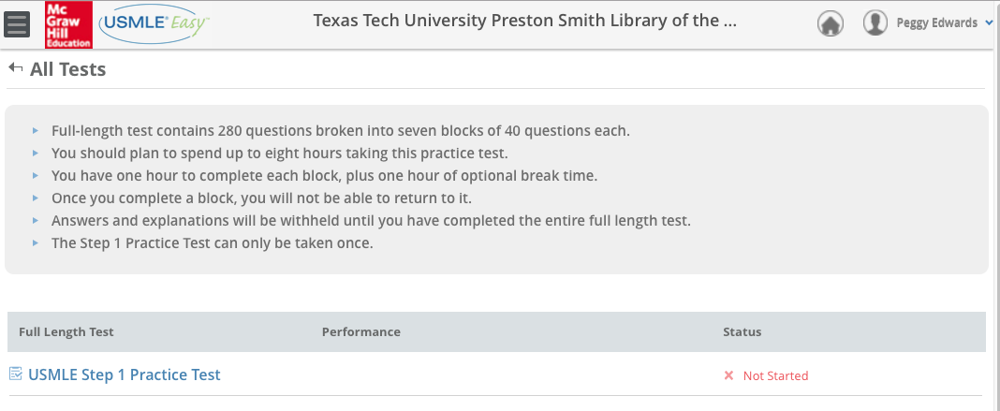 Mc
Graw
Hill
Education
USMLE Easy™
Texas Tech University Preston Smith Library of the ...
Peggy Edwards
All Tests
Full-length test contains 280 questions broken into seven blocks of 40 questions each.
You should plan to spend up to eight hours taking this practice test.
You have one hour to complete each block, plus one hour of optional break time.
Once you complete a block, you will not be able to return to it.
Answers and explanations will be withheld until you have completed the entire full length test.
The Step 1 Practice Test can only be taken once.
Full Length Test Performance Status
USMLE Step 1 Practice Test Not Started